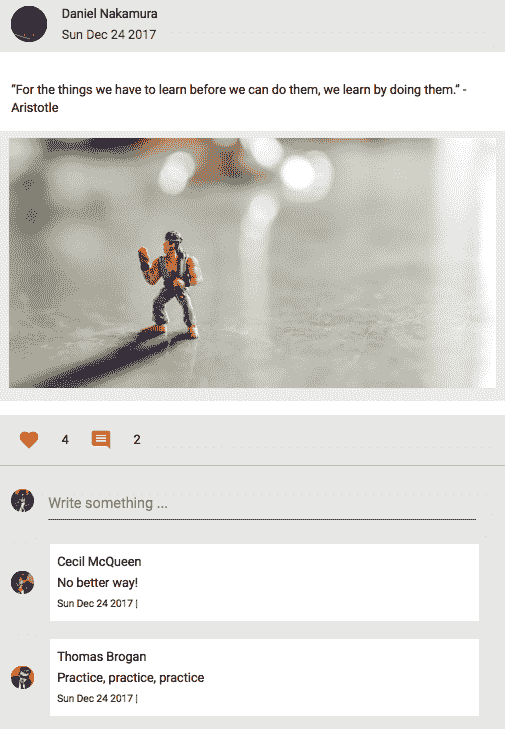 Daniel Nakamura
Sun Dec 24 2017
“For the things we have to learn before we can do them, we learn by doing them.” -
Aristotle
4 2
Write something ...
Cecil McQueen
No better way!
Sun Dec 24 2017 |
Thomas Brogan
Practice, practice, practice
Sun Dec 24 2017 |